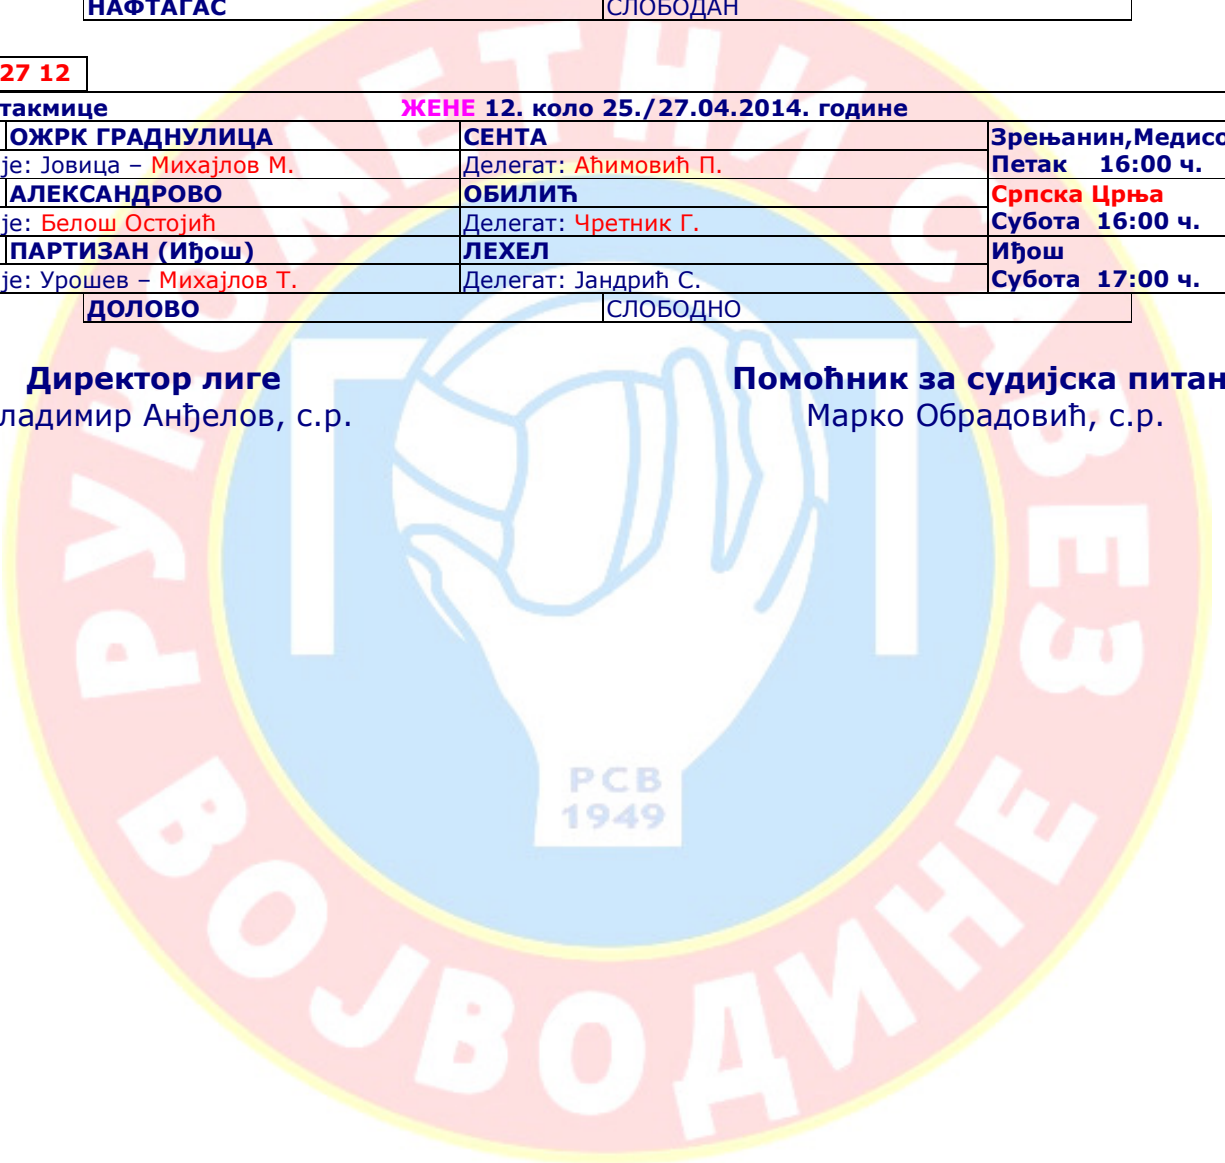 НАФТАГАС СЛОБОДАН
27 12
такмице ЖЕНЕ 12. коло 25./27.04.2014. године
ОЖРК ГРАДНУЛИЦА СЕНТА Зрењанин,Медисо
је: Јовица – Михајлов М. Делегат: Аћимовић П. Петак 16:00 ч.
АЛЕКСАНДРОВО ОБИЛИЋ Српска Црња
је: Белош Остојић Делегат: Чретник Г. Субота 16:00 ч.
ПАРТИЗАН (Иђош) ЛЕХЕЛ Иђош
је: Урошев – Михајлов Т. Делегат: Јандрић С. Субота 17:00 ч.
ДОЛОВО СЛОБОДНО
Директор лиге Помоћник за судијска питан
ладимир Анђелов, с.р. Марко Обрадовић, с.р.
РУКОМЕТНИ САВЕЗ
ВОЈВОДИНЕ
РСВ
1949